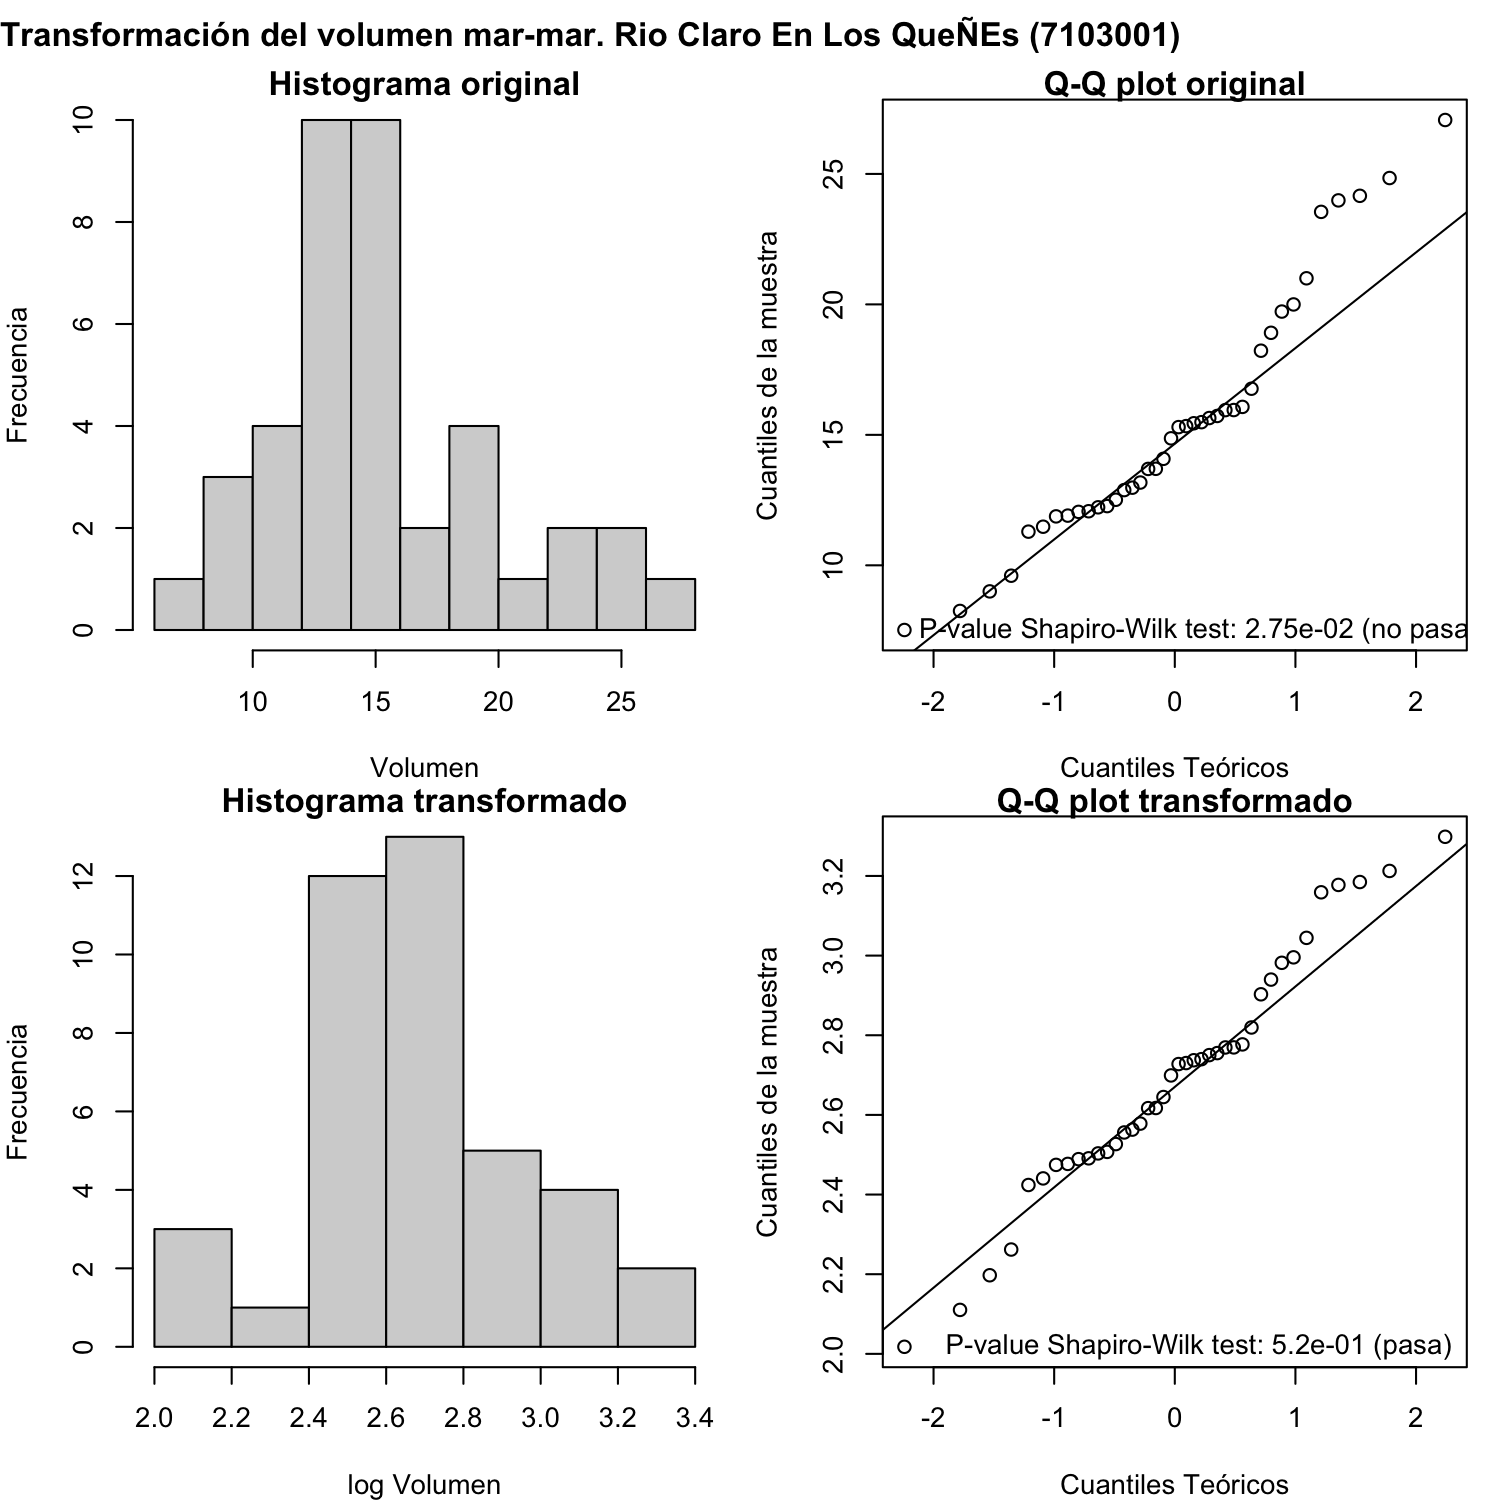 Transformación del volumen mar-mar. Rio Claro En Los QueÑEs (7103001)
Histograma original
Frecuencia
0 2 4 6 8 10
10 15 20 25
Volumen
Q-Q plot original
Cuantiles de la muestra
10 15 20 25
P-value Shapiro-Wilk test: 2.75e-02 (no pasa
-2 -1 0 1 2
Cuantiles Teóricos
Histograma transformado
Frecuencia
0 2 4 6 8 10 12
2.0 2.2 2.4 2.6 2.8 3.0 3.2 3.4
log Volumen
Q-Q plot transformado
Cuantiles de la muestra
2.0 2.2 2.4 2.6 2.8 3.0 3.2
P-value Shapiro-Wilk test: 5.2e-01 (pasa)
-2 -1 0 1 2
Cuantiles Teóricos